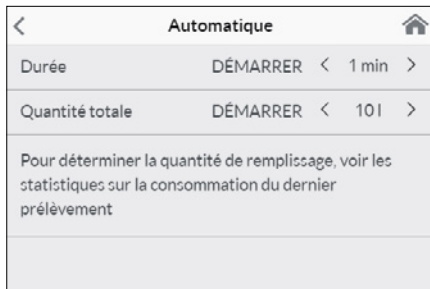 < Automatique
Durée DÉMARRER < 1 min >
Quantité totale DÉMARRER < 10 l >
Pour déterminer la quantité de remplissage, voir les
statistiques sur la consommation du dernier
prélèvement